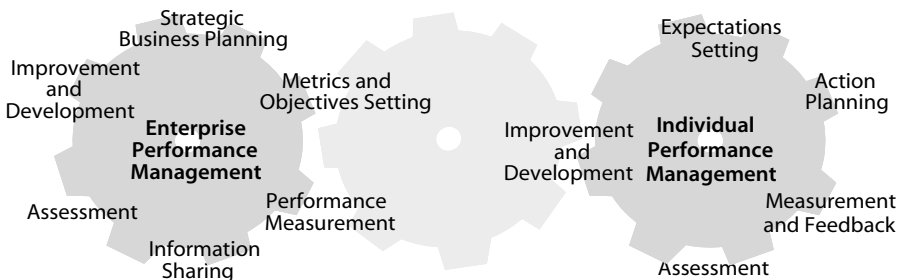 Strategic
Business Planning
Improvement
and
Development
Metrics and
Objectives Setting
Enterprise
Performance
Management
Assessment
Performance
Measurement
Information
Sharing
Expectations
Setting
Action
Planning
Improvement
and
Development
Individual
Performance
Management
Measurement
and Feedback
Assessment